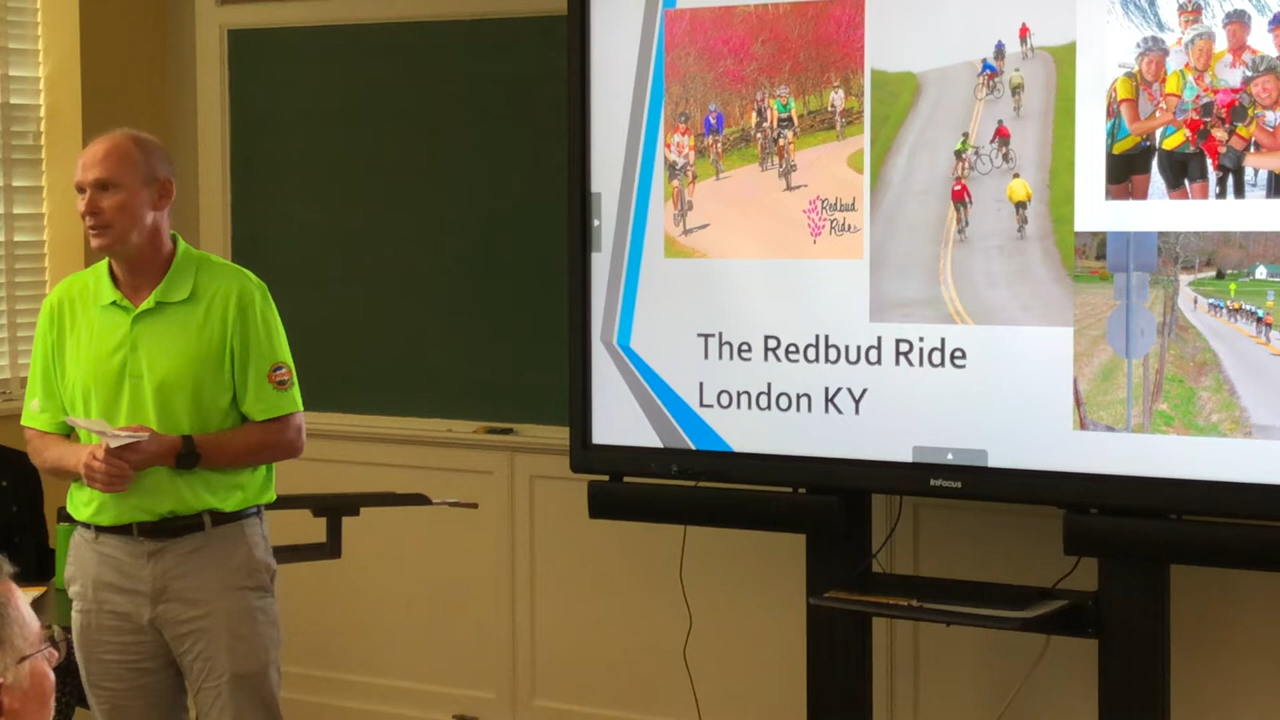 Redbud
Ride
The Redbud Ride
London KY
InFocus